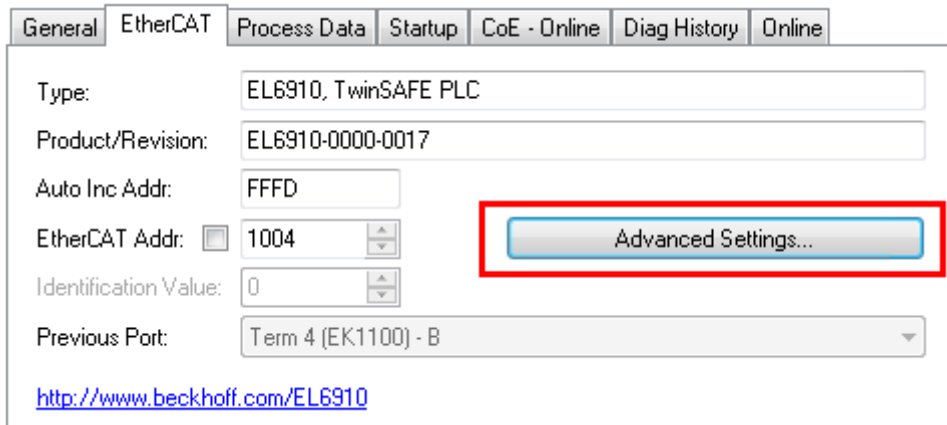 General EtherCAT Process Data Startup CoE - Online Diag History Online
Type: EL6910, TwinSAFE PLC
Product/Revision: EL6910-0000-0017
Auto Inc Addr: FFFD
EtherCAT Addr: 1004 Advanced Settings...
Identification Value: 0
Previous Port: Term 4 (EK1100) - B
http://www.beckhoff.com/EL6910